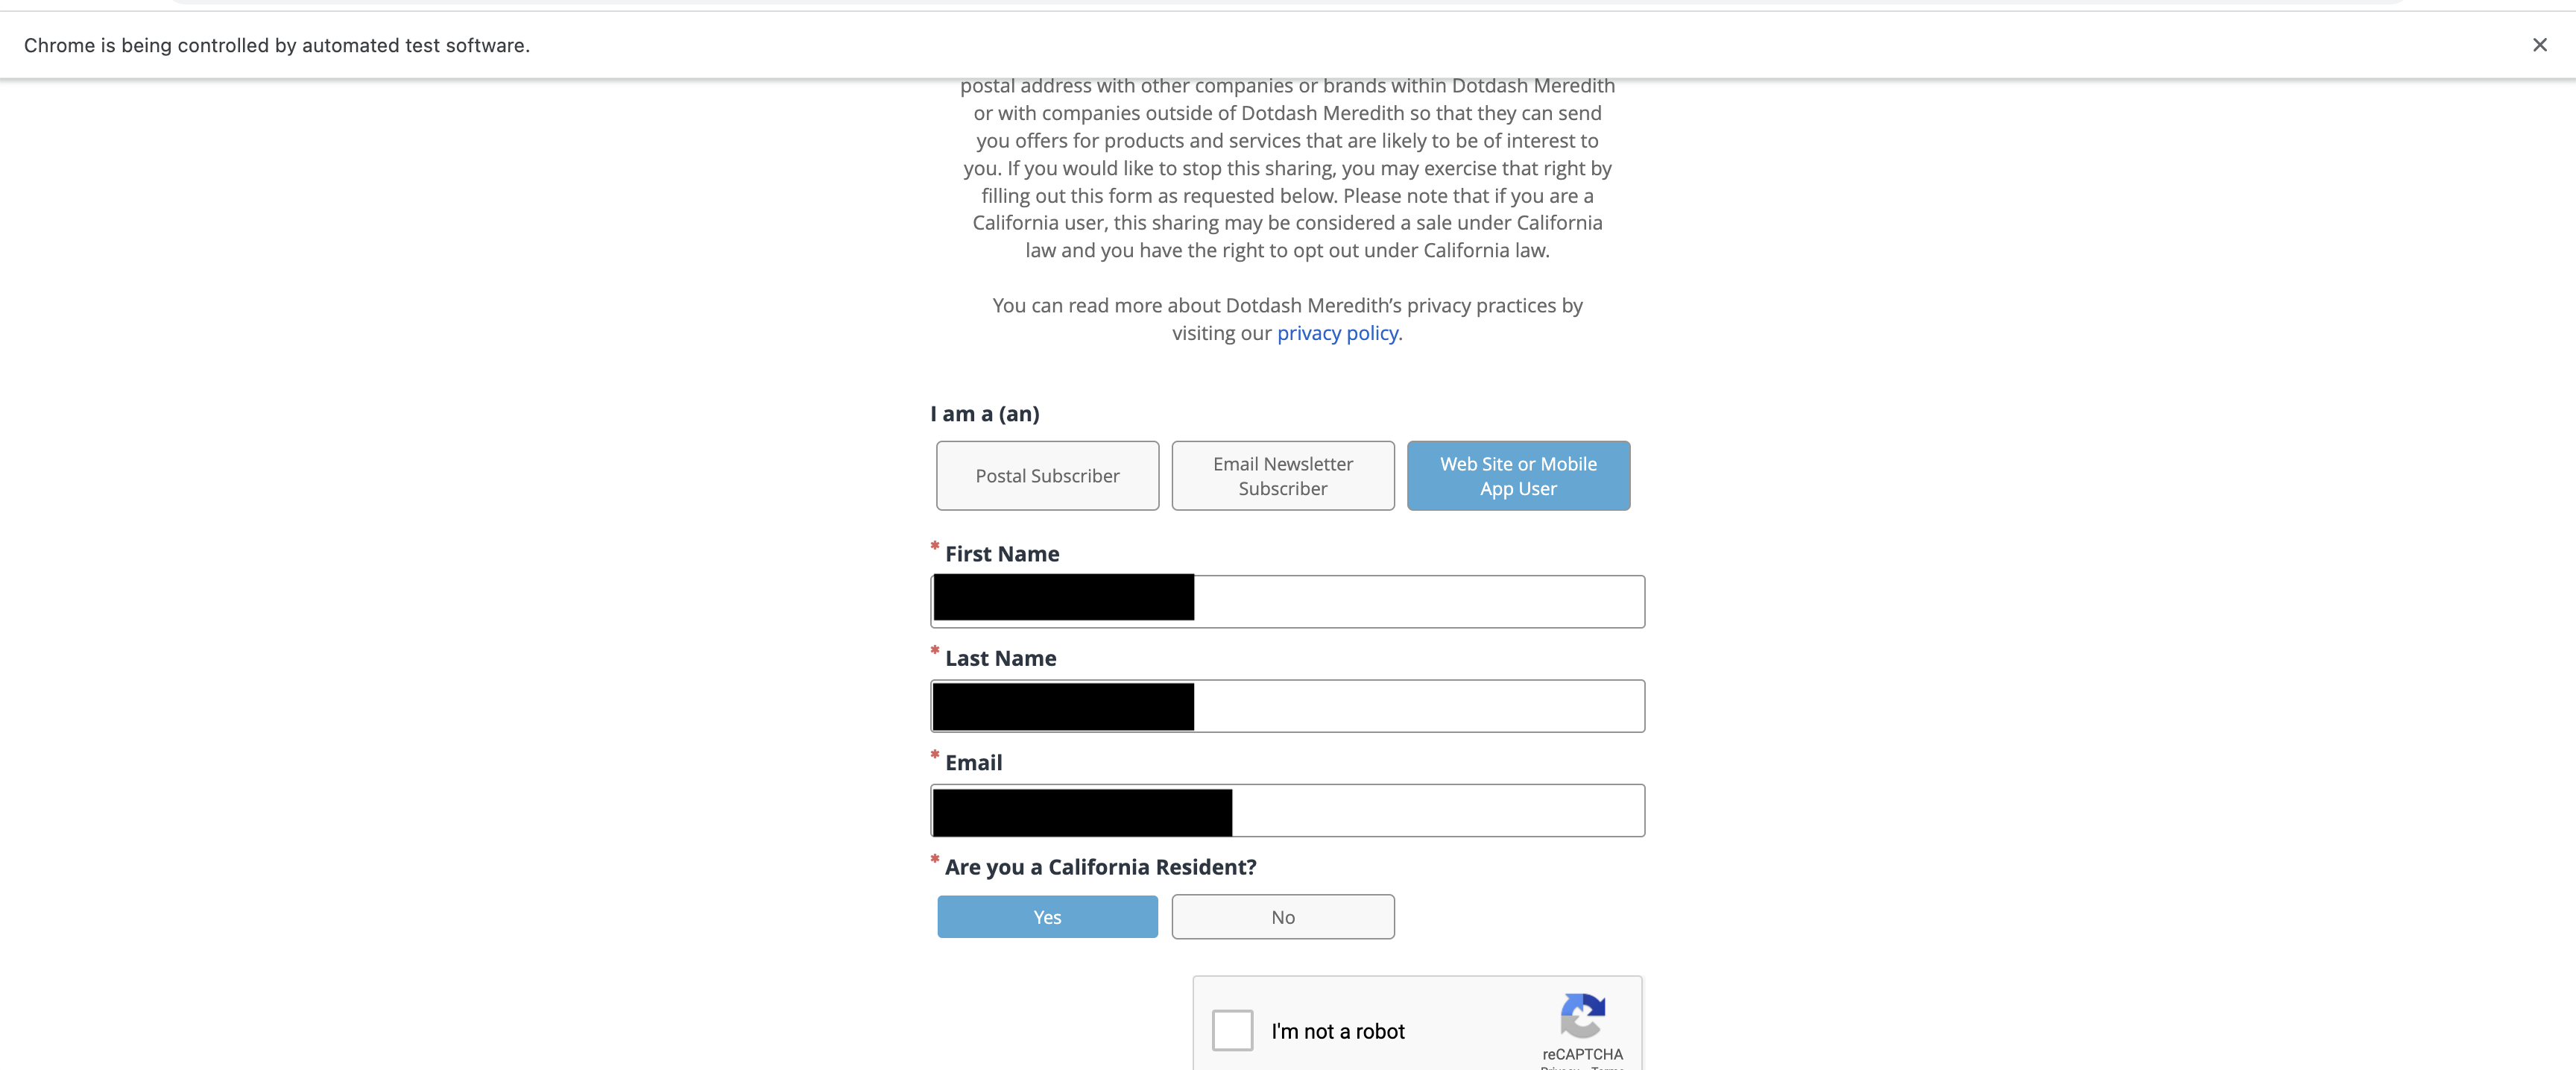 Chrome is being controlled by automated test software.
postal address with other companies or brands within Dotdash Meredith
or with companies outside of Dotdash Meredith so that they can send
you offers for products and services that are likely to be of interest to
you. If you would like to stop this sharing, you may exercise that right by
filling out this form as requested below. Please note that if you are a
California user, this sharing may be considered a sale under California
law and you have the right to opt out under California law.
You can read more about Dotdash Meredith’s privacy practices by
visiting our privacy policy.
I am a (an)
Postal Subscriber
Email Newsletter
Subscriber
Web Site or Mobile
App User
* First Name
* Last Name
* Email
* Are you a California Resident?
Yes
No
I'm not a robot
reCAPTCHA